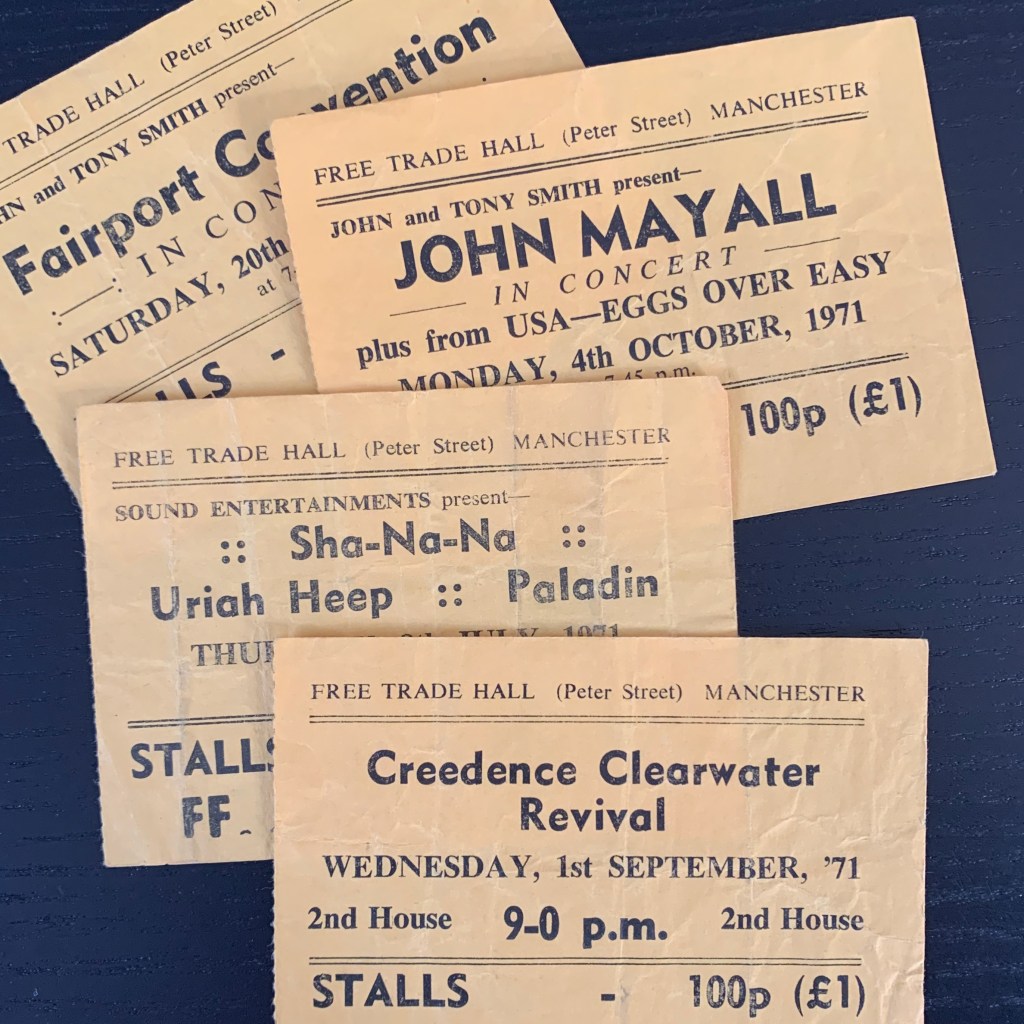 TRADE HALL (Peter Street)
and TONY SMITH present—
Fairport
IN CON
SATURDAY, 20th
at
-
FREE TRADE HALL (Peter Street) MANCHESTER
JOHN and TONY SMITH present—
JOHN MAYALL
IN CONCERT
plus from USA—EGGS OVER EASY
MONDAY, 4th OCTOBER, 1971
7-45 p.m.
100p (£1)
FREE TRADE HALL (Peter Street) MANCHESTER
SOUND ENTERTAINMENTS present—
:: Sha-Na-Na ::
Uriah Heep :: Paladin
JULY, 1971
STALLS
FF.
FREE TRADE HALL (Peter Street) MANCHESTER
Creedence Clearwater
Revival
WEDNESDAY, 1st SEPTEMBER, '71
2nd House 9-0 p.m. 2nd House
STALLS - 100p (£1)